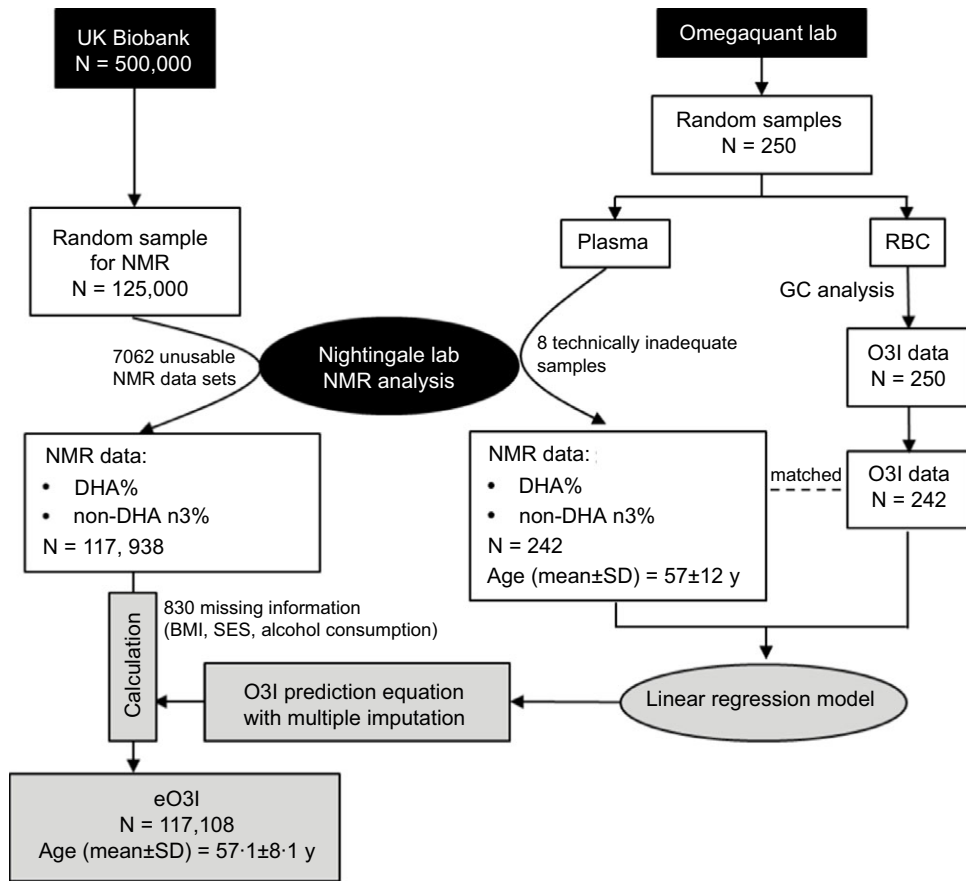 UK Biobank
N = 500,000
Omegaquant lab
Random samples
N = 250
Random sample
for NMR
N = 125,000
Plasma
RBC
GC analysis
7062 unusable
NMR data sets
Nightingale lab
NMR analysis
8 technically inadequate
samples
O3I data
N = 250
NMR data:
• DHA%
• non-DHA n3%
N = 117, 938
NMR data:
• DHA%
• non-DHA n3%
N = 242
Age (mean±SD) = 57±12 y
matched
O3I data
N = 242
830 missing information
(BMI, SES, alcohol consumption)
Calculation
O3I prediction equation
with multiple imputation
Linear regression model
eO3I
N = 117,108
Age (mean±SD) = 57·1±8·1 y